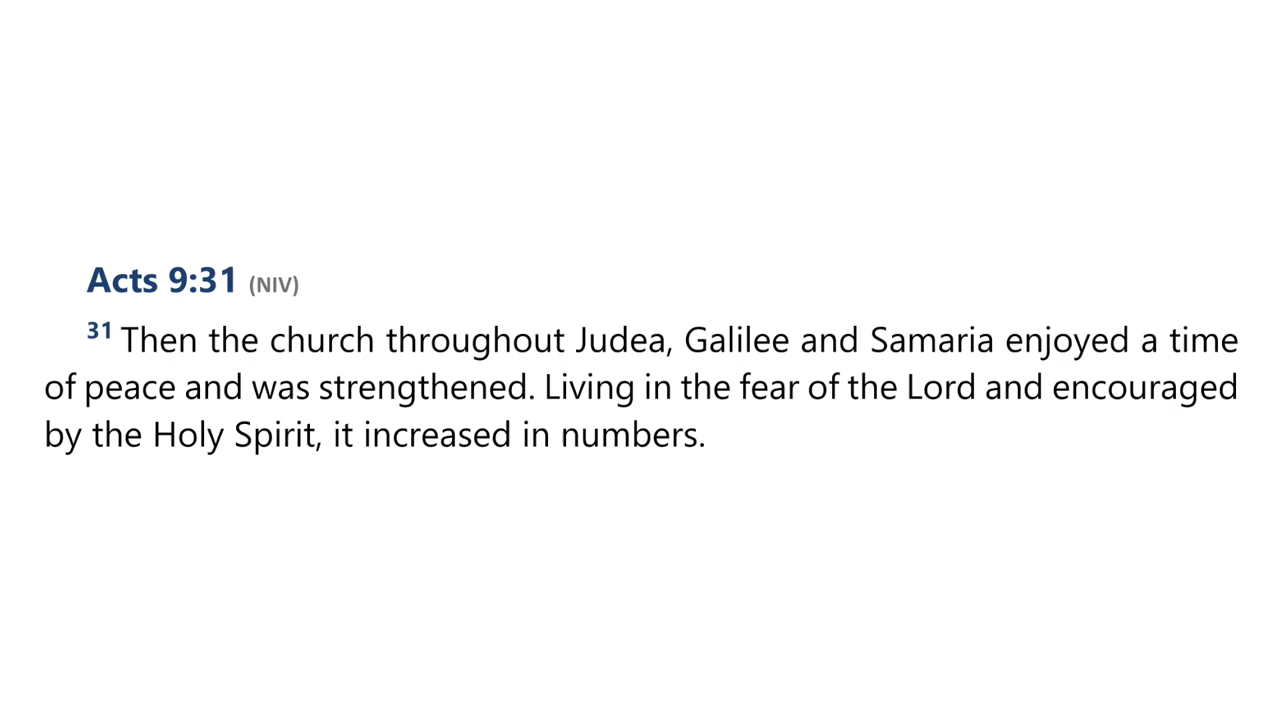 Acts 9:31 (NIV)
31 Then the church throughout Judea, Galilee and Samaria enjoyed a time
of peace and was strengthened. Living in the fear of the Lord and encouraged
by the Holy Spirit, it increased in numbers.